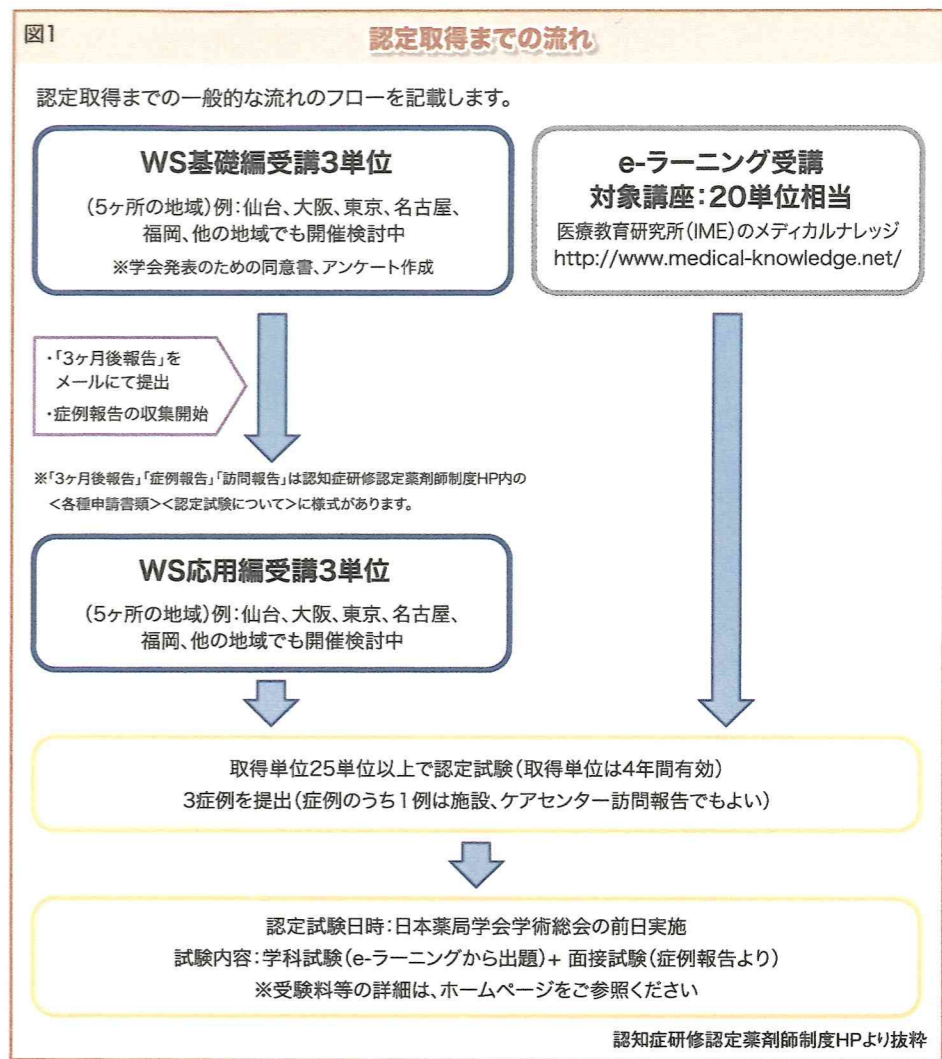 図1
認定取得までの流れ
認定取得までの一般的な流れのフローを記載します。
WS基礎編受講3単位
(5ヶ所の地域)例:仙台、大阪、東京、名古屋、
福岡、他の地域でも開催検討中
※学会発表のための同意書、アンケート作成
e-ラーニング受講
対象講座:20単位相当
医療教育研究所(IME)のメディカルナレッジ
http://www.medical-knowledge.net/
・「3ヶ月後報告」を
メールにて提出
・症例報告の収集開始
※「3ヶ月後報告」「症例報告」「訪問報告」は認知症研修認定薬剤師制度HP内の
<各種申請書類><認定試験について>に様式があります。
WS応用編受講3単位
(5ヶ所の地域)例:仙台、大阪、東京、名古屋、
福岡、他の地域でも開催検討中
取得単位25単位以上で認定試験(取得単位は4年間有効)
3症例を提出(症例のうち1例は施設、ケアセンター訪問報告でもよい)
認定試験日時:日本薬局学会学術総会の前日実施
試験内容:学科試験(e-ラーニングから出題)+ 面接試験(症例報告より)
※受験料等の詳細は、ホームページをご参照ください
認知症研修認定薬剤師制度HPより抜粋